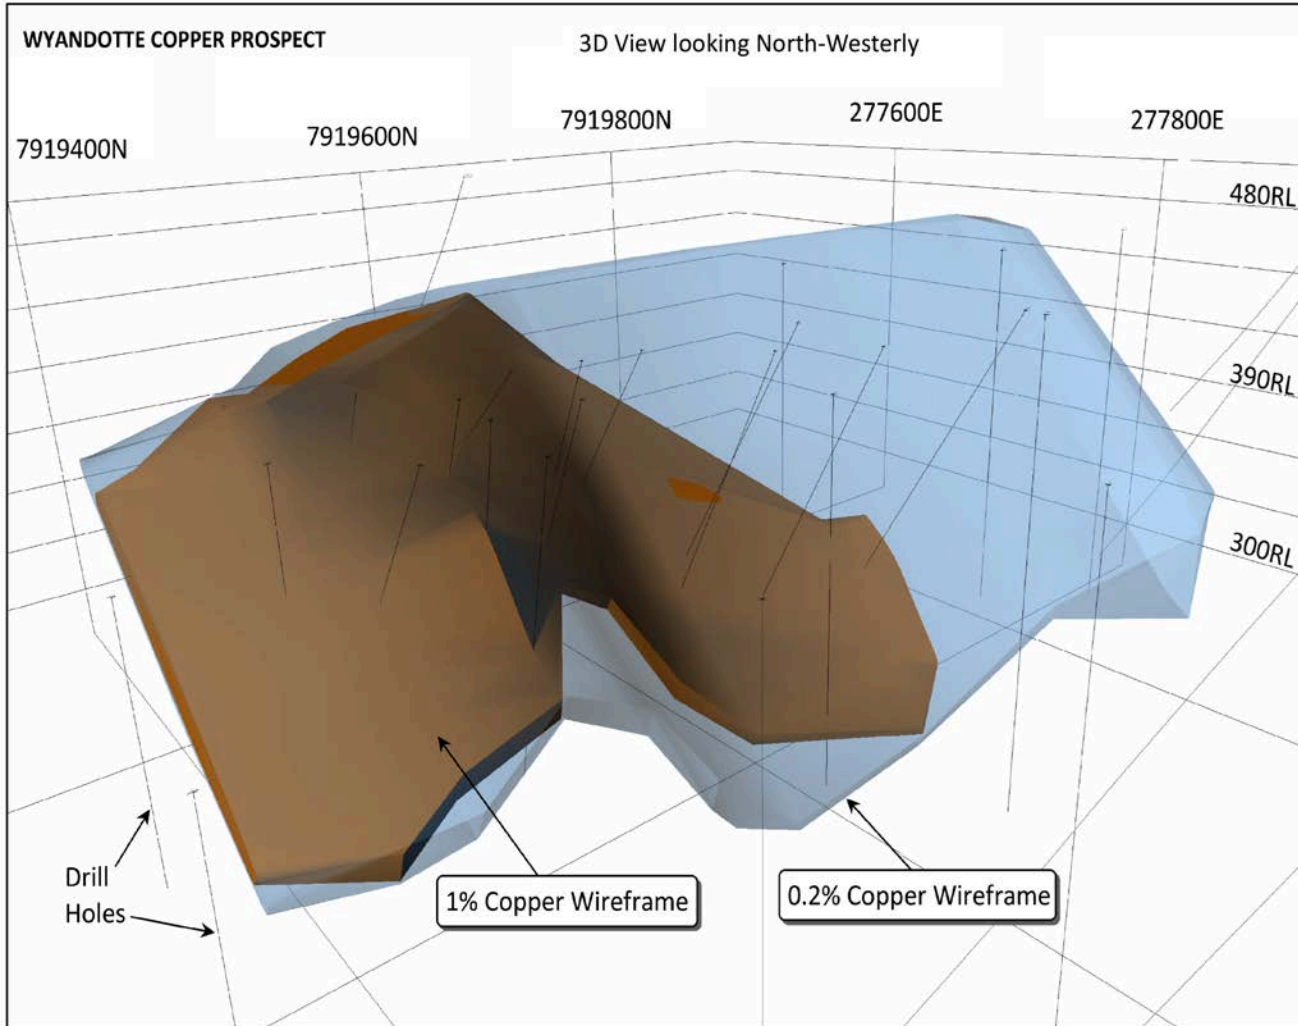 WYANDOTTE COPPER PROSPECT
3D View looking North-Westerly
7919400N
7919600N
7919800N
277600E
277800E
480RL
390RL
300RL
Drill
Holes
1% Copper Wireframe
0.2% Copper Wireframe